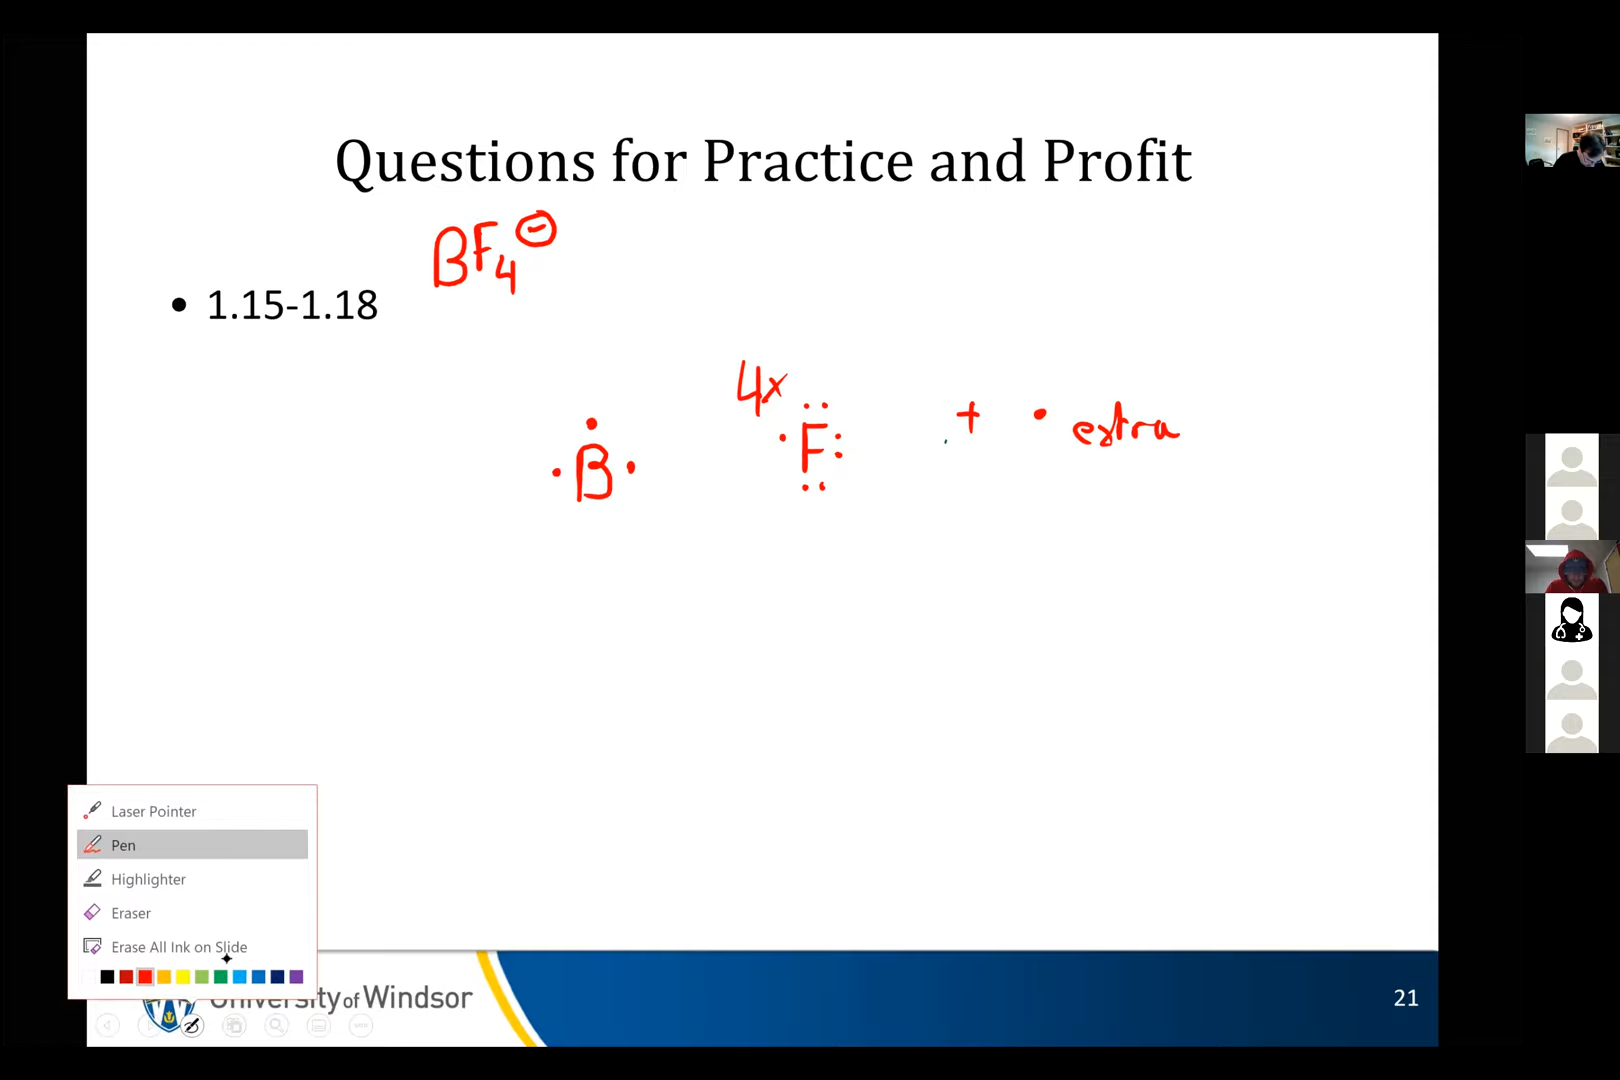 Questions for Practice and Profit
BF₄⊖
• 1.15-1.18
4x
B
F
+ • extra
Laser Pointer
Pen
Highlighter
Eraser
Erase All Ink on Slide
University of Windsor
21